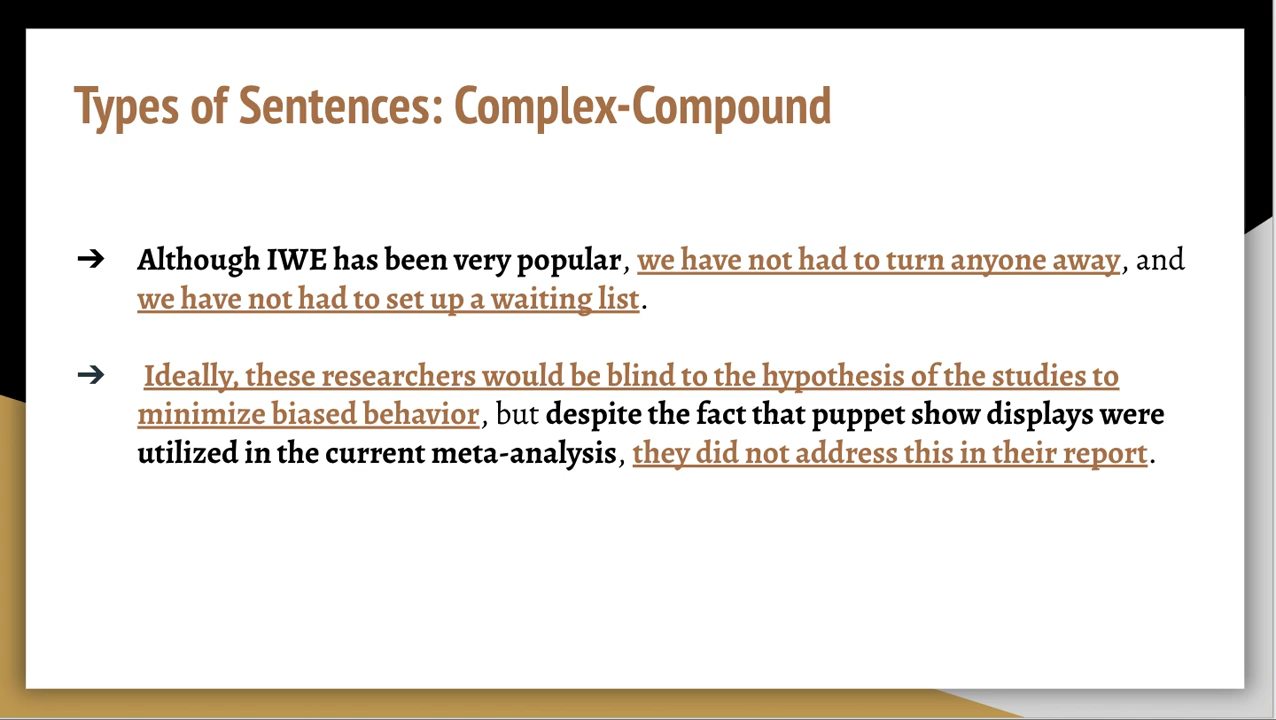 Types of Sentences: Complex-Compound
➔ Although IWE has been very popular, we have not had to turn anyone away, and
we have not had to set up a waiting list.
➔ Ideally, these researchers would be blind to the hypothesis of the studies to
minimize biased behavior, but despite the fact that puppet show displays were
utilized in the current meta-analysis, they did not address this in their report.